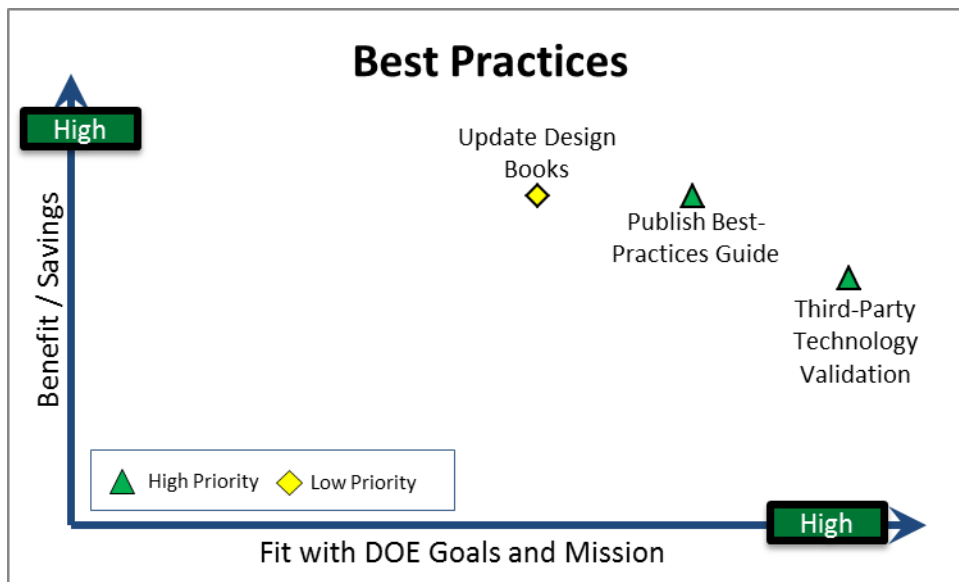 Best Practices
High
Update Design
Books
Publish Best-
Practices Guide
Third-Party
Technology
Validation
Benefit / Savings
High Priority
Low Priority
High
Fit with DOE Goals and Mission